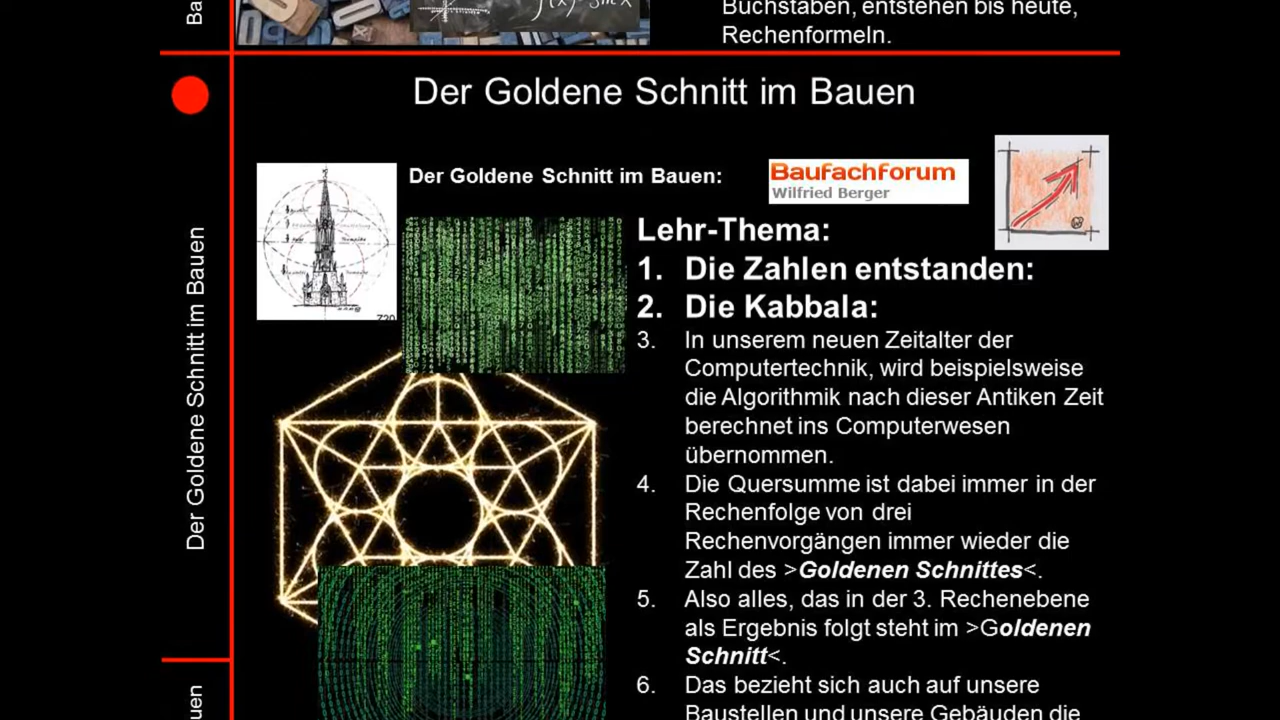 Ba
f(x)
Buchstaben, entstehen bis heute,
Rechenformeln.
Der Goldene Schnitt im Bauen
Der Goldene Schnitt im Bauen:
Baufachforum
Wilfried Berger
Lehr-Thema:
1. Die Zahlen entstanden:
2. Die Kabbala:
3. In unserem neuen Zeitalter der
Computertechnik, wird beispielsweise
die Algorithmik nach dieser Antiken Zeit
berechnet ins Computerwesen
übernommen.
4. Die Quersumme ist dabei immer in der
Rechenfolge von drei
Rechenvorgängen immer wieder die
Zahl des >Goldenen Schnittes<.
5. Also alles, das in der 3. Rechenebene
als Ergebnis folgt steht im >Goldenen
Schnitt<.
6. Das bezieht sich auch auf unsere
Baustellen und unsere Gebäuden die
Der Goldene Schnitt im Bauen
uen